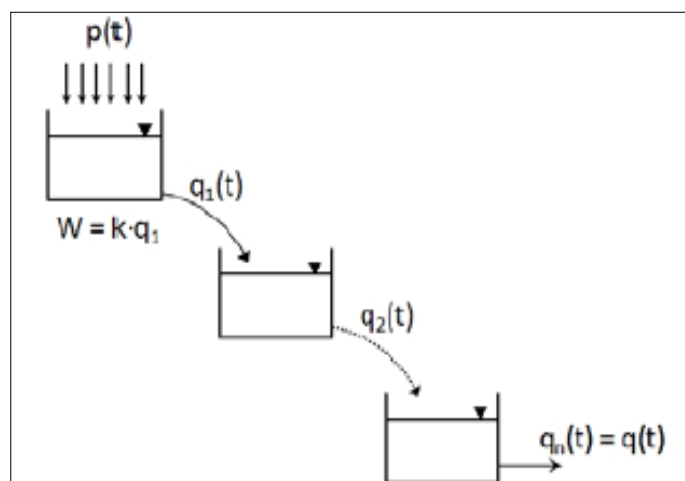 p(t)
q₁(t)
W = k·q₁
q₂(t)
qₙ(t) = q(t)